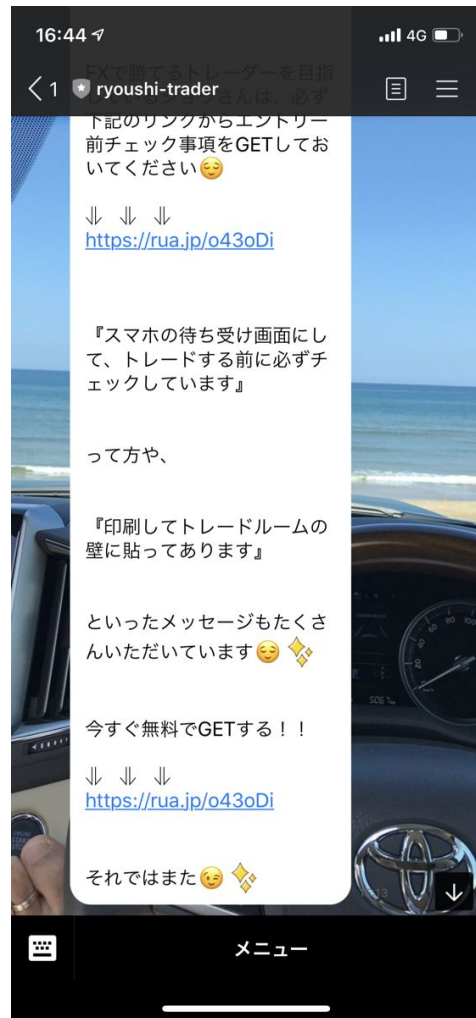 16:44
4G
1 ryoushi-trader
FXで勝てるトレーダーを目指
しているショウさんは、必ず
下記のリンクからエントリー
前チェック事項をGETしてお
いてください😌
⇓ ⇓ ⇓
https://rua.jp/o43oDi
『スマホの待ち受け画面にし
て、トレードする前に必ずチ
ェックしています』
って方や、
『印刷してトレードルームの
壁に貼ってあります』
といったメッセージもたくさ
んいただいています😌 ✨
今すぐ無料でGETする！！
⇓ ⇓ ⇓
https://rua.jp/o43oDi
それではまた😉 ✨
メニュー